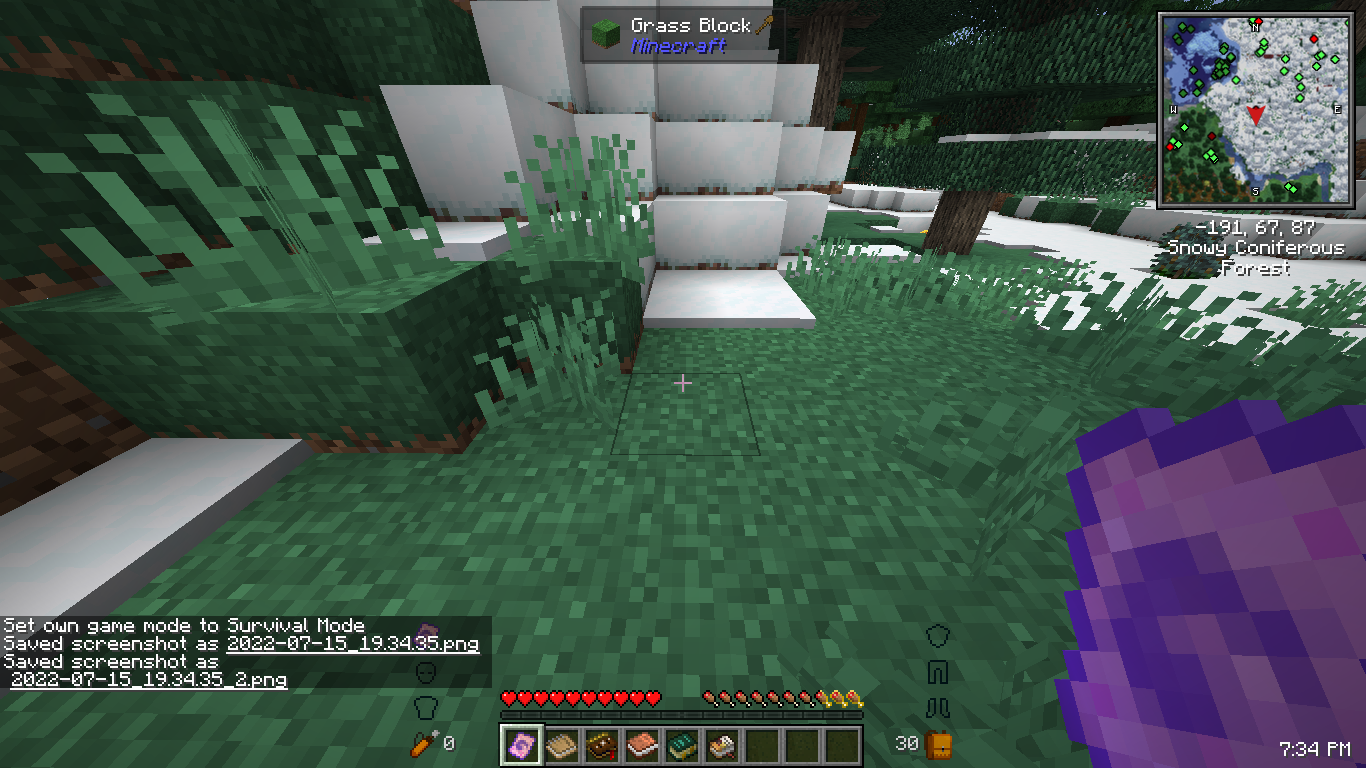 Grass Block
Minecraft
N
W
E
S
-191, 67, 87
Snowy Coniferous
Forest
Set own game mode to Survival Mode
Saved screenshot as 2022-07-15_19.34.35.png
Saved screenshot as
2022-07-15_19.34.35_2.png
0
30
7:34 PM